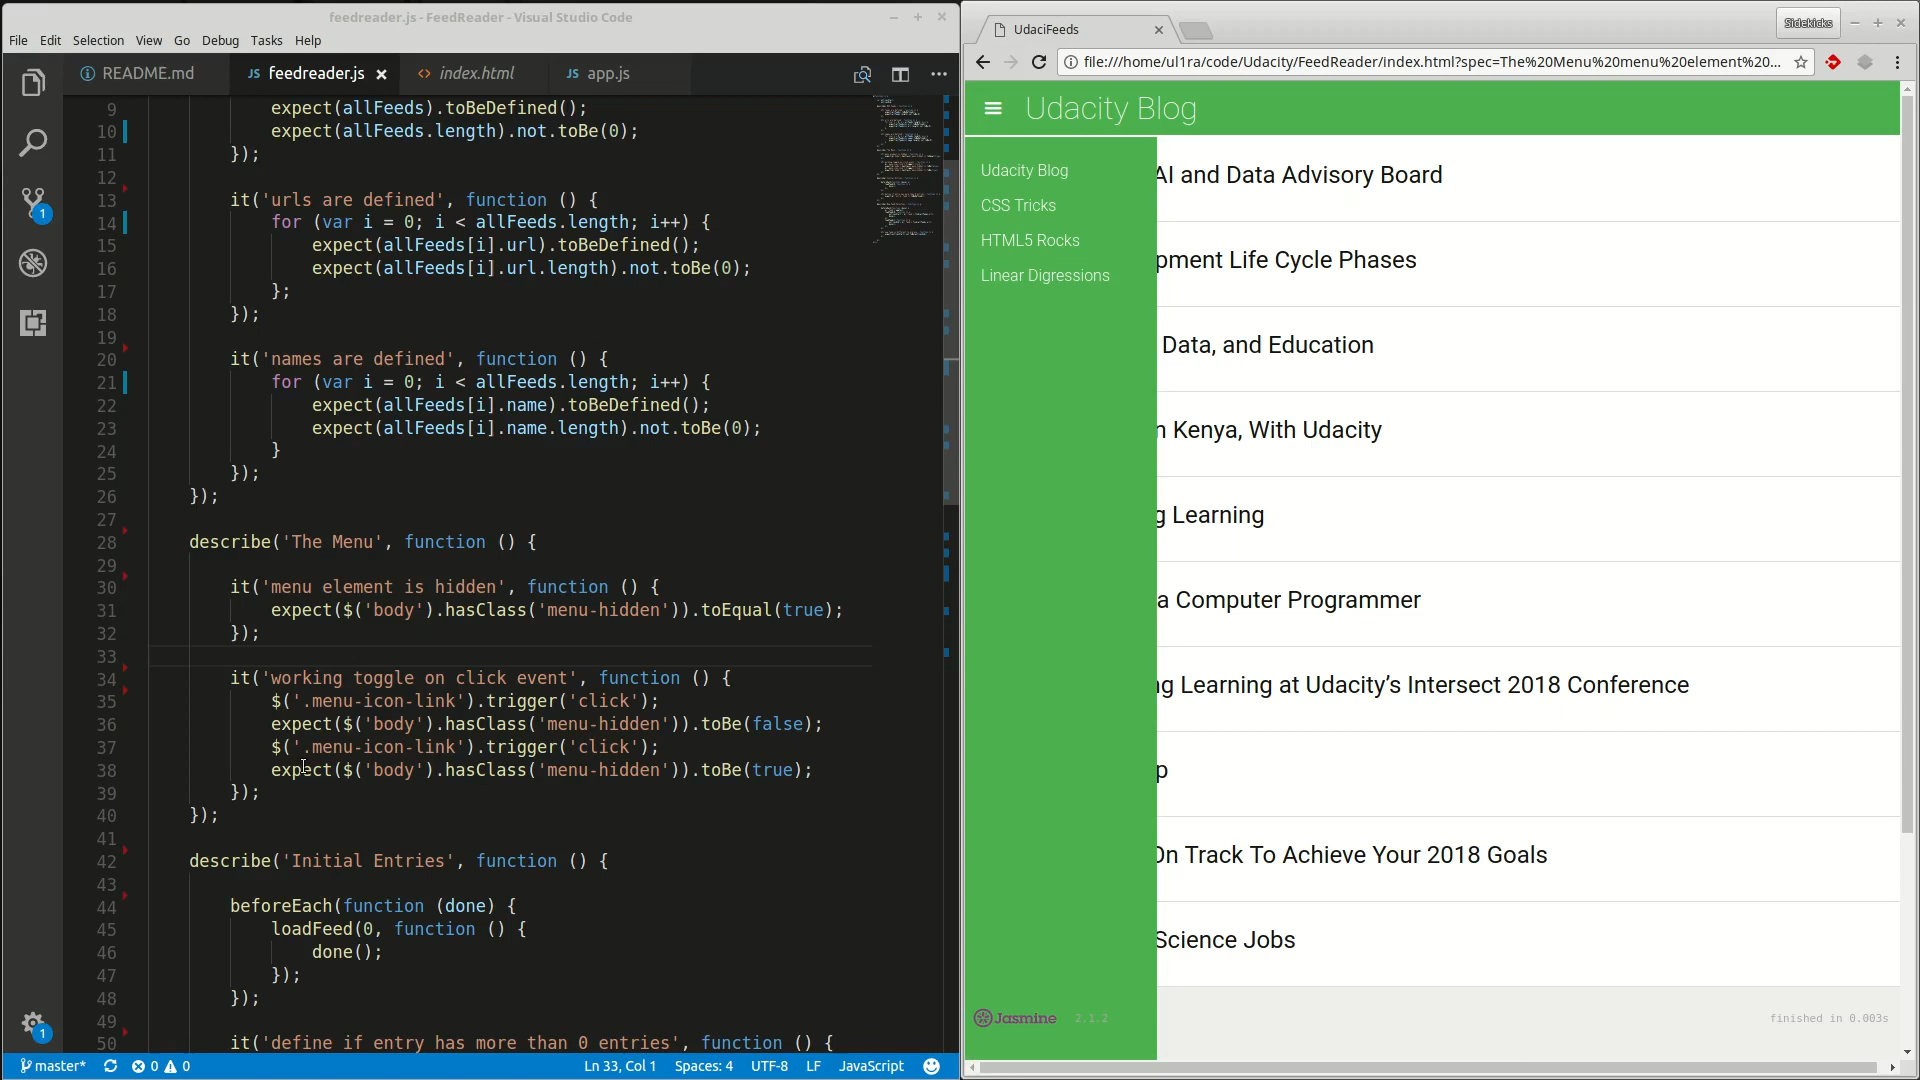 feedreader.js - FeedReader - Visual Studio Code
File Edit Selection View Go Debug Tasks Help
README.md
JS feedreader.js
<> index.html
JS app.js
9 expect(allFeeds).toBeDefined();
10 expect(allFeeds.length).not.toBe(0);
11 });
12
13 it('urls are defined', function () {
14 for (var i = 0; i < allFeeds.length; i++) {
15 expect(allFeeds[i].url).toBeDefined();
16 expect(allFeeds[i].url.length).not.toBe(0);
17 };
18 });
19
20 it('names are defined', function () {
21 for (var i = 0; i < allFeeds.length; i++) {
22 expect(allFeeds[i].name).toBeDefined();
23 expect(allFeeds[i].name.length).not.toBe(0);
24 }
25 });
26 });
27
28 describe('The Menu', function () {
29
30 it('menu element is hidden', function () {
31 expect($('body').hasClass('menu-hidden')).toEqual(true);
32 });
33
34 it('working toggle on click event', function () {
35 $('.menu-icon-link').trigger('click');
36 expect($('body').hasClass('menu-hidden')).toBe(false);
37 $('.menu-icon-link').trigger('click');
38 expect($('body').hasClass('menu-hidden')).toBe(true);
39 });
40 });
41
42 describe('Initial Entries', function () {
43
44 beforeEach(function (done) {
45 loadFeed(0, function () {
46 done();
47 });
48 });
49
50 it('define if entry has more than 0 entries', function () {
1
1
master*
0
0
Ln 33, Col 1
Spaces: 4
UTF-8
LF
JavaScript
UdaciFeeds
Sidekicks
file:///home/ul1ra/code/Udacity/FeedReader/index.html?spec=The%20Menu%20menu%20element%20...
Udacity Blog
Udacity Blog
CSS Tricks
HTML5 Rocks
Linear Digressions
AI and Data Advisory Board
pment Life Cycle Phases
Data, and Education
n Kenya, With Udacity
g Learning
a Computer Programmer
ng Learning at Udacity’s Intersect 2018 Conference
p
On Track To Achieve Your 2018 Goals
Science Jobs
Jasmine 2.1.2
finished in 0.003s